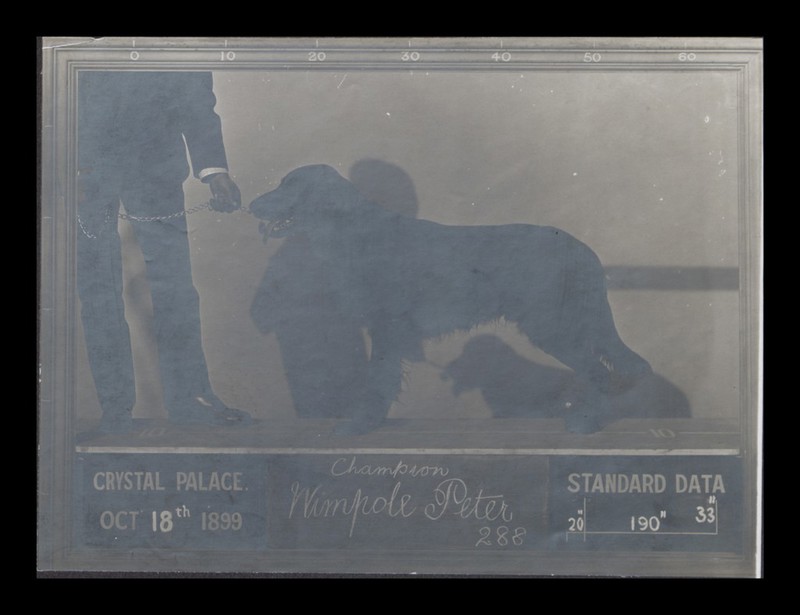 0 10 20 30 40 50 60
10
CRYSTAL PALACE.
OCT 18th 1899
Champion
Wimpole Peter
288
STANDARD DATA
20" 190" 33"